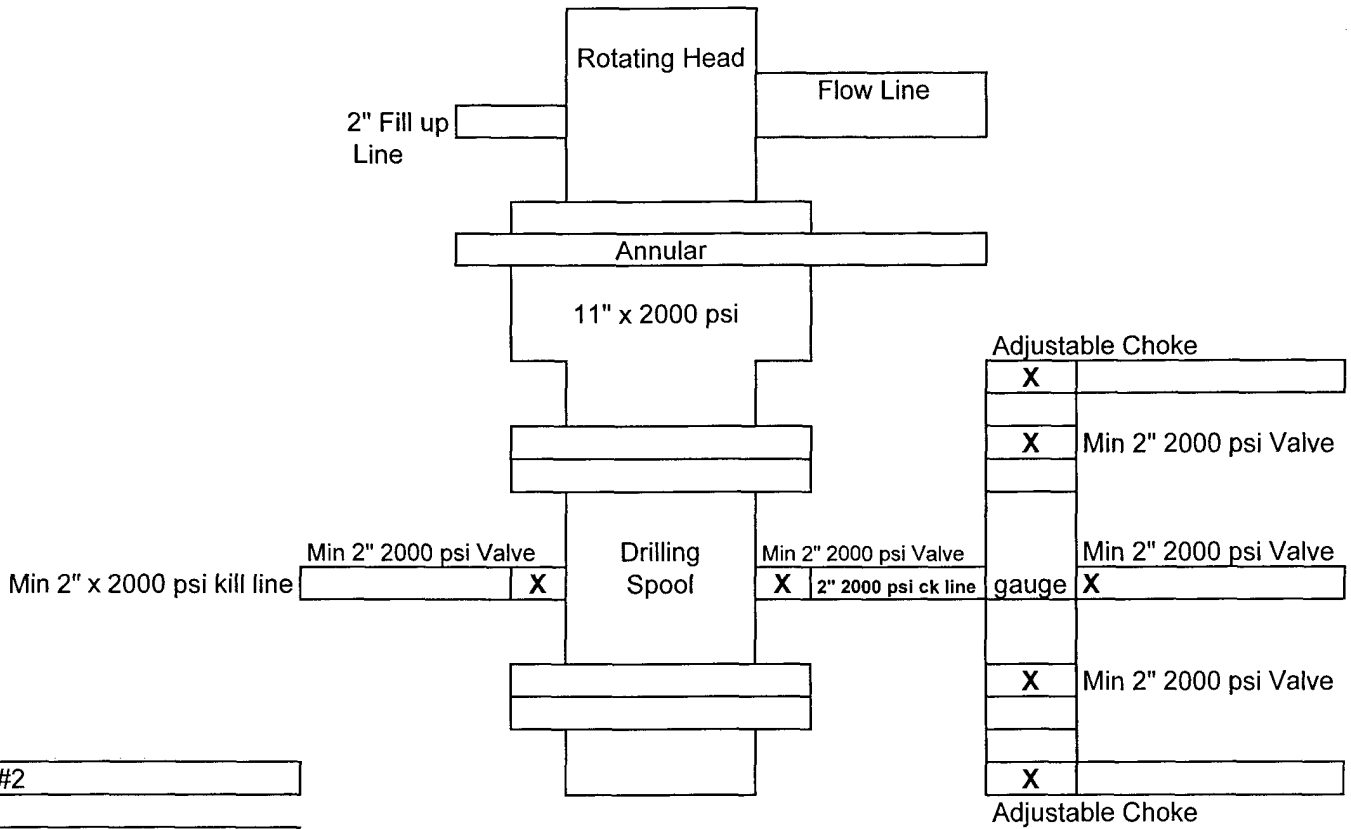 Rotating Head
Flow Line
2" Fill up
Line
Annular
11" x 2000 psi
Adjustable Choke
X
X Min 2" 2000 psi Valve
Min 2" 2000 psi Valve
Drilling
Spool
Min 2" 2000 psi Valve
Min 2" 2000 psi Valve
Min 2" x 2000 psi kill line
X
X
2" 2000 psi ck line
gauge
X
X Min 2" 2000 psi Valve
#2
X
Adjustable Choke